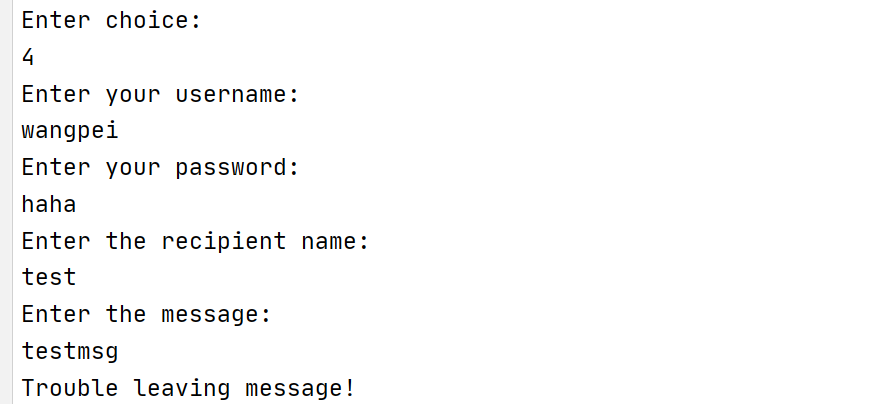 Enter choice:
4
Enter your username:
wangpei
Enter your password:
haha
Enter the recipient name:
test
Enter the message:
testmsg
Trouble leaving message!